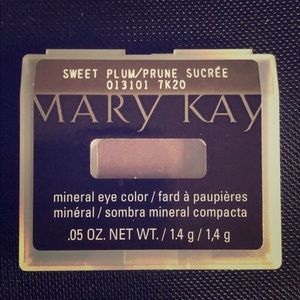 SWEET PLUM/PRUNE SUCRÉE
013101 7K20
MARY KAY
mineral eye color / fard à paupières
minéral / sombra mineral compacta
.05 OZ. NET WT. / 1.4 g / 1,4 g